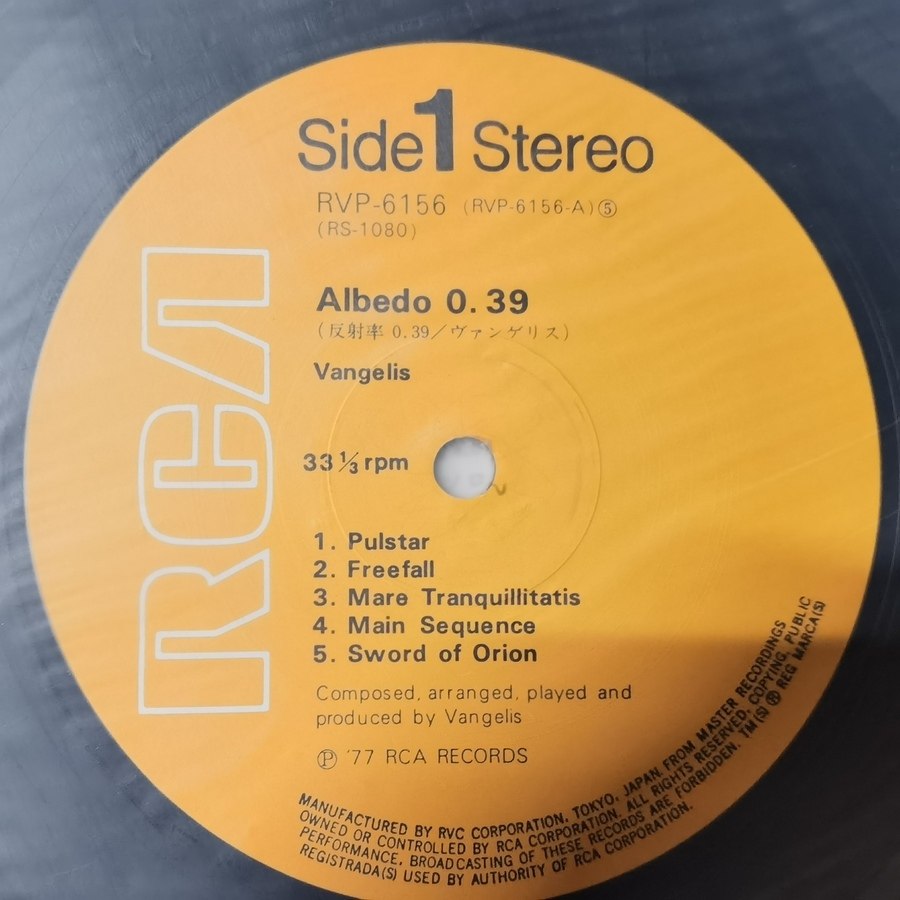 Side 1 Stereo
RVP-6156 (RVP-6156-A)⑤
(RS-1080)
Albedo 0.39
(反射率 0.39/ヴァンゲリス)
Vangelis
33 1/3 rpm
1. Pulstar
2. Freefall
3. Mare Tranquillitatis
4. Main Sequence
5. Sword of Orion
Composed, arranged, played and
produced by Vangelis
Ⓟ '77 RCA RECORDS
RCA
MANUFACTURED BY RVC CORPORATION, TOKYO, JAPAN FROM MASTER RECORDINGS
OWNED OR CONTROLLED BY RCA CORPORATION. ALL RIGHTS RESERVED, COPYING, PUBLIC
PERFORMANCE, BROADCASTING OF THESE RECORDS ARE FORBIDDEN. TM(S) ® REG MARCA(S)
REGISTRADA(S) USED BY AUTHORITY OF RCA CORPORATION.